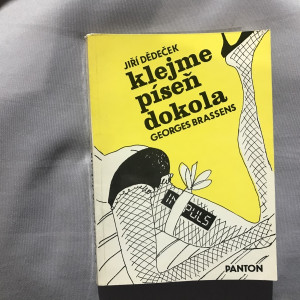 JIŘÍ DĚDEČEK
klejme
píseň
dokola
GEORGES BRASSENS
IMPULS
PANTON